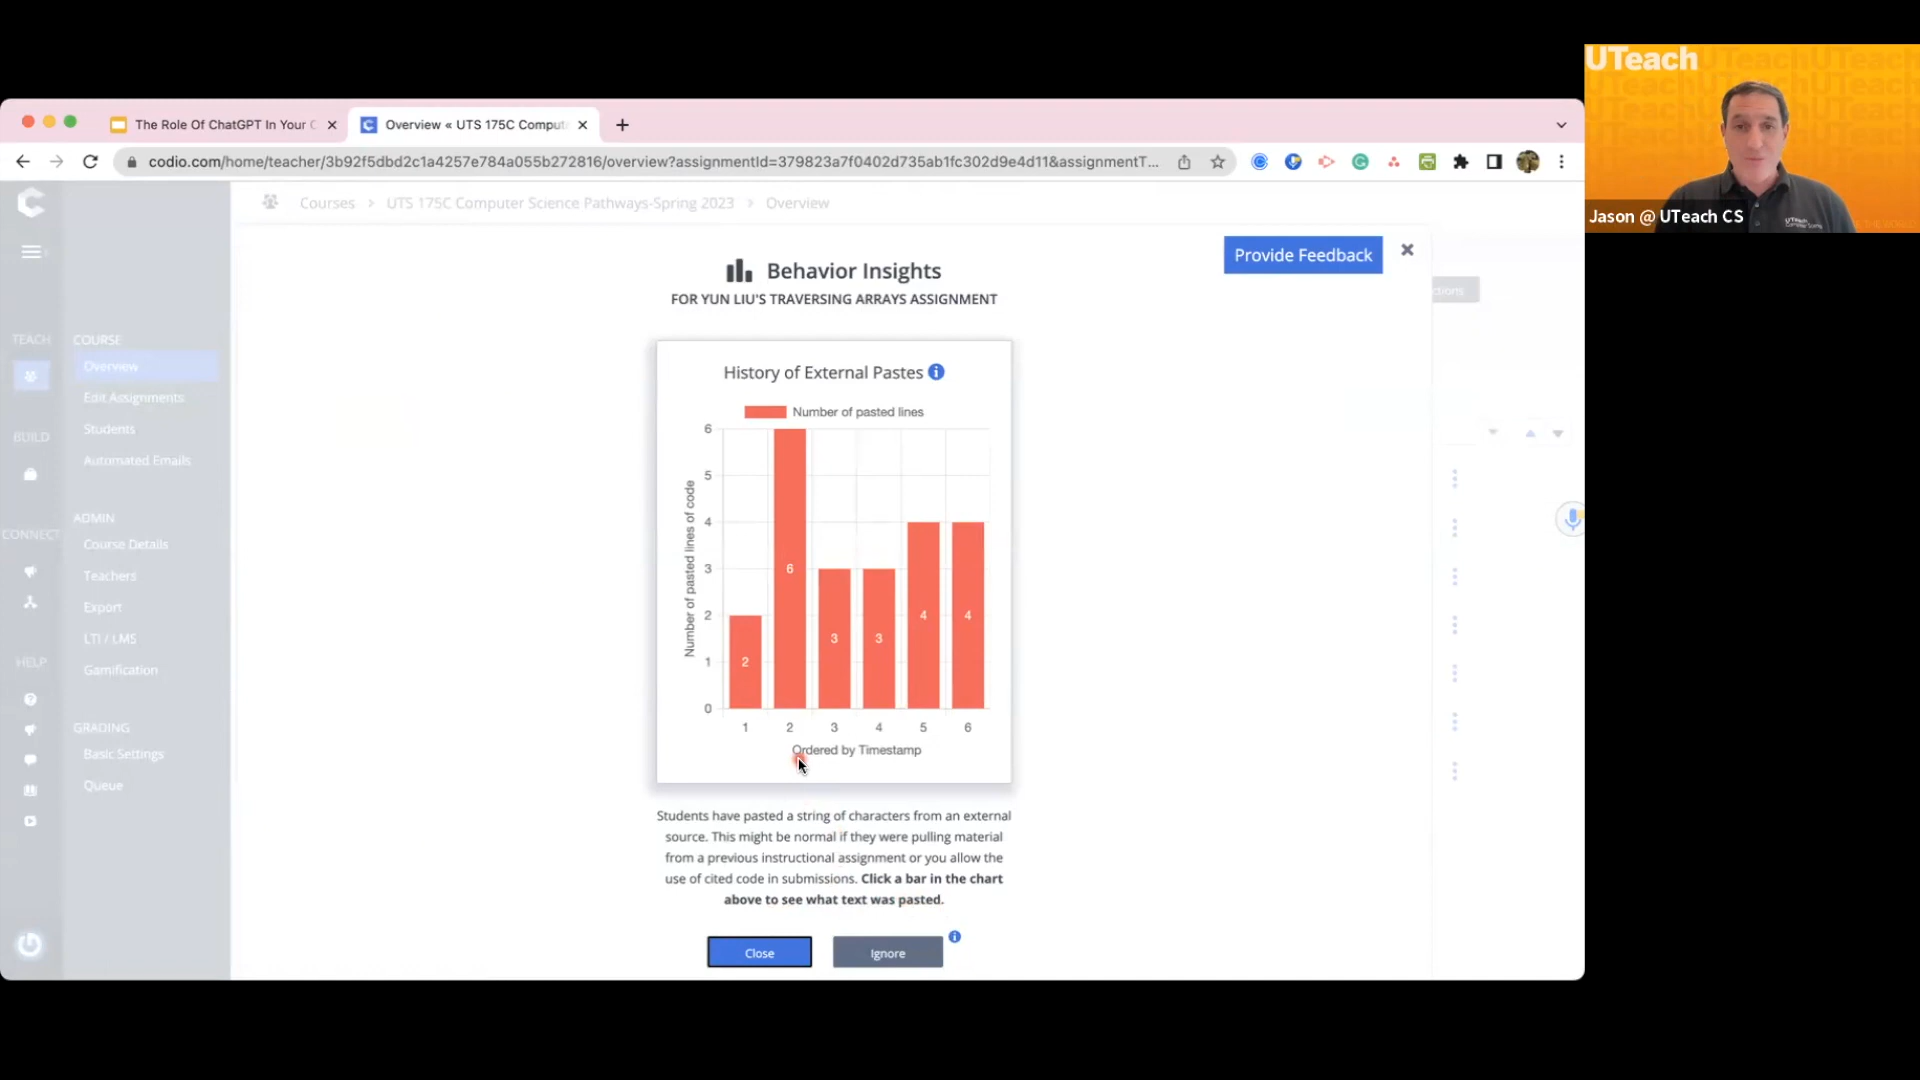 UTeach
Jason @ UTeach CS
The Role Of ChatGPT In Your C
Overview « UTS 175C Comput
codio.com/home/teacher/3b92f5dbd2c1a4257e784a055b272816/overview?assignmentId=379823a7f0402d735ab1fc302d9e4d11&assignmentT...
Courses > UTS 175C Computer Science Pathways-Spring 2023 > Overview
Provide Feedback
Behavior Insights
FOR YUN LIU'S TRAVERSING ARRAYS ASSIGNMENT
ctions
TEACH
COURSE
Overview
Edit Assignments
Students
Automated Emails
BUILD
ADMIN
Course Details
Teachers
Export
LTI / LMS
Gamification
CONNECT
HELP
GRADING
Basic Settings
Queue
History of External Pastes
Number of pasted lines
Number of pasted lines of code
6
5
4
3
2
1
0
2
6
3
3
4
4
1 2 3 4 5 6
Ordered by Timestamp
Students have pasted a string of characters from an external
source. This might be normal if they were pulling material
from a previous instructional assignment or you allow the
use of cited code in submissions. Click a bar in the chart
above to see what text was pasted.
Close
Ignore